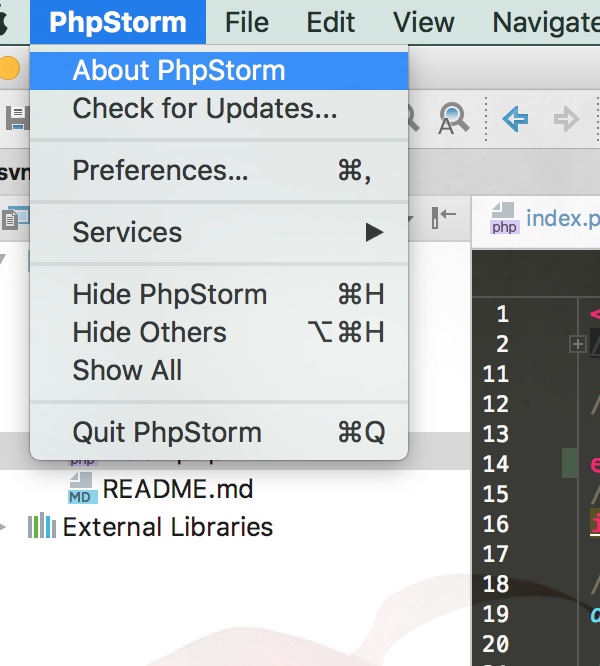 PhpStorm File Edit View Navigate
About PhpStorm
Check for Updates...
A
svn
Preferences... ⌘,
Services ▶
php index.p
Hide PhpStorm ⌘H
Hide Others ⌥⌘H
Show All
Quit PhpStorm ⌘Q
php
MD README.md
External Libraries
1 <
2 /
11
12 /
13
14 e
15 /
16 i
17
18 /
19
20